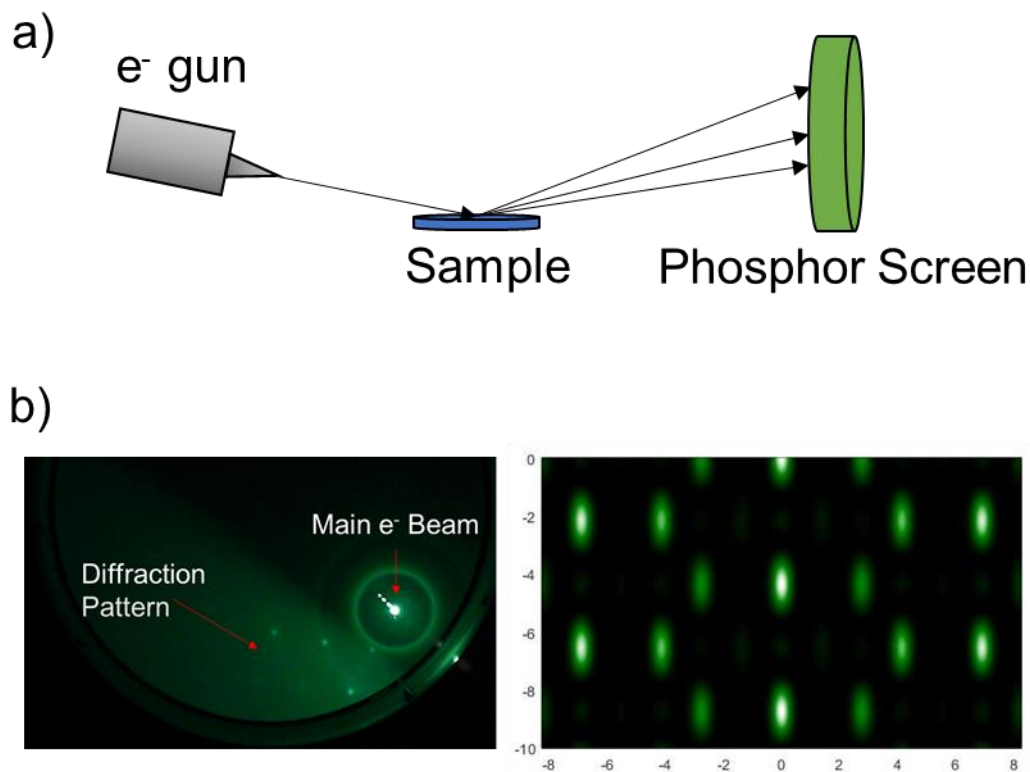 a)
e⁻ gun
Sample
Phosphor Screen
b)
Main e⁻ Beam
Diffraction
Pattern
0
-2
-4
-6
-8
-10
-8
-6
-4
-2
0
2
4
6
8